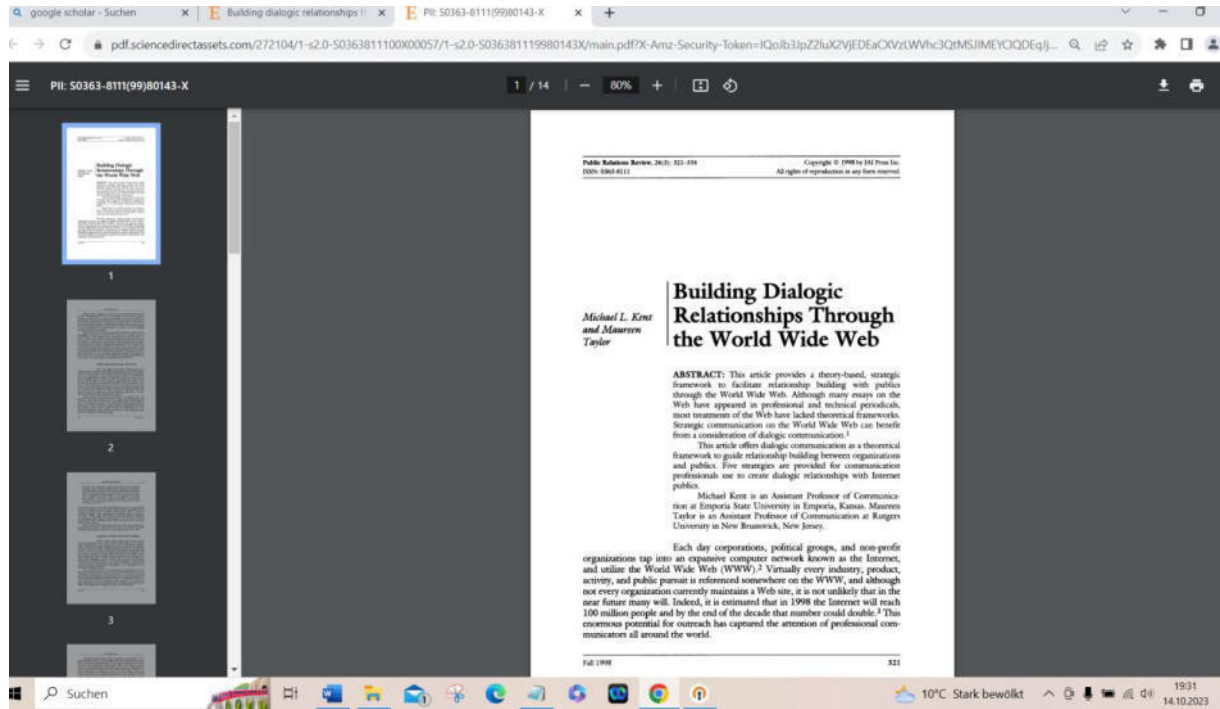 google scholar - Suchen
Building dialogic relationships t
PII: S0363-8111(99)80143-X
pdf.sciencedirectassets.com/272104/1-s2.0-S0363811100X00057/1-s2.0-S036381119980143X/main.pdf?X-Amz-Security-Token=
PII: S0363-8111(99)80143-X
1 / 14
80%
1
2
3
Public Relations Review, 24(3): 321-334
ISSN: 0363-8111
Copyright © 1998 by JAI Press Inc.
All rights of reproduction in any form reserved.
Michael L. Kent
and Maureen
Taylor
Building Dialogic
Relationships Through
the World Wide Web
ABSTRACT: This article provides a theory-based, strategic
framework to facilitate relationship building with publics
through the World Wide Web. Although many essays on the
Web have appeared in professional and technical periodicals,
most treatments of the Web have lacked theoretical frameworks.
Strategic communication on the World Wide Web can benefit
from a consideration of dialogic communication.1
This article offers dialogic communication as a theoretical
framework to guide relationship building between organizations
and publics. Five strategies are provided for communication
professionals use to create dialogic relationships with Internet
publics.
Michael Kent is an Assistant Professor of Communica-
tion at Emporia State University in Emporia, Kansas. Maureen
Taylor is an Assistant Professor of Communication at Rutgers
University in New Brunswick, New Jersey.
Each day corporations, political groups, and non-profit
organizations tap into an expansive computer network known as the Internet,
and utilize the World Wide Web (WWW).2 Virtually every industry, product,
activity, and public pursuit is referenced somewhere on the WWW, and although
not every organization currently maintains a Web site, it is not unlikely that in the
near future many will. Indeed, it is estimated that in 1998 the Internet will reach
100 million people and by the end of the decade that number could double.3 This
enormous potential for outreach has captured the attention of professional com-
municators all around the world.
Fall 1998
321
Suchen
10°C Stark bewölkt
19:31
14.10.2023